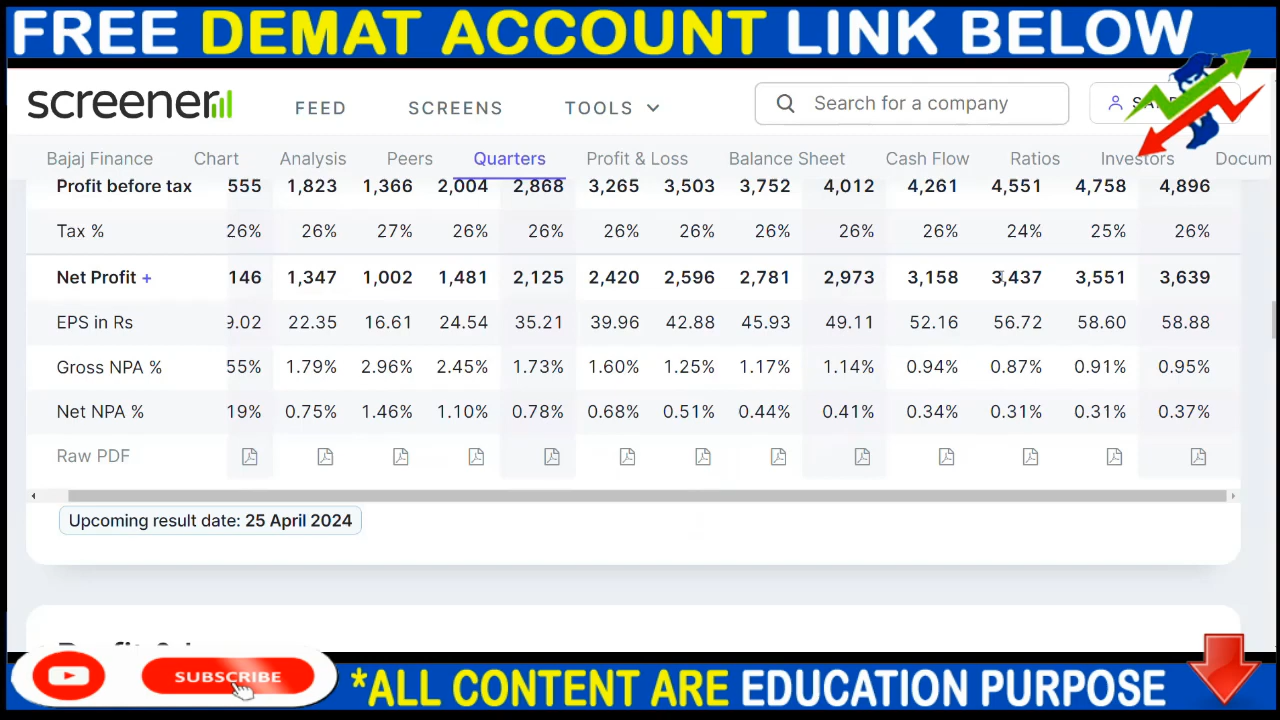 FREE DEMAT ACCOUNT LINK BELOW
screener FEED SCREENS TOOLS Search for a company
Bajaj Finance Chart Analysis Peers Quarters Profit & Loss Balance Sheet Cash Flow Ratios Investors Docum
Profit before tax 555 1,823 1,366 2,004 2,868 3,265 3,503 3,752 4,012 4,261 4,551 4,758 4,896
Tax % 26% 26% 27% 26% 26% 26% 26% 26% 26% 26% 24% 25% 26%
Net Profit + 146 1,347 1,002 1,481 2,125 2,420 2,596 2,781 2,973 3,158 3,437 3,551 3,639
EPS in Rs 9.02 22.35 16.61 24.54 35.21 39.96 42.88 45.93 49.11 52.16 56.72 58.60 58.88
Gross NPA % 55% 1.79% 2.96% 2.45% 1.73% 1.60% 1.25% 1.17% 1.14% 0.94% 0.87% 0.91% 0.95%
Net NPA % 19% 0.75% 1.46% 1.10% 0.78% 0.68% 0.51% 0.44% 0.41% 0.34% 0.31% 0.31% 0.37%
Raw PDF
Upcoming result date: 25 April 2024
SUBSCRIBE *ALL CONTENT ARE EDUCATION PURPOSE